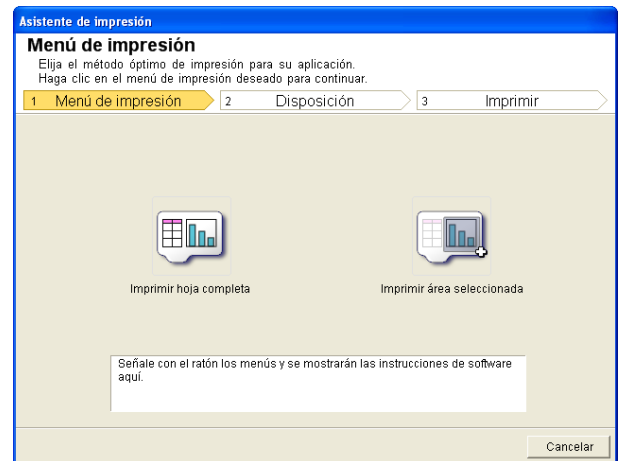 Asistente de impresión
Menú de impresión
Elija el método óptimo de impresión para su aplicación.
Haga clic en el menú de impresión deseado para continuar.
1 Menú de impresión 2 Disposición 3 Imprimir
Imprimir hoja completa Imprimir área seleccionada
Señale con el ratón los menús y se mostrarán las instrucciones de software
aquí.
Cancelar